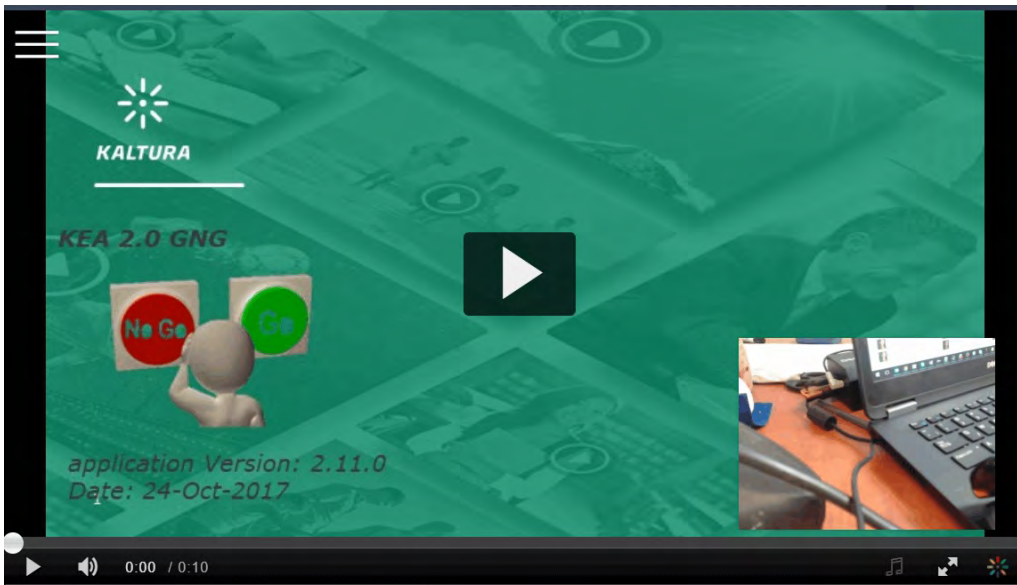 KALTURA
KEA 2.0 GNG
No Go
Go
application Version: 2.11.0
Date: 24-Oct-2017
0:00 / 0:10